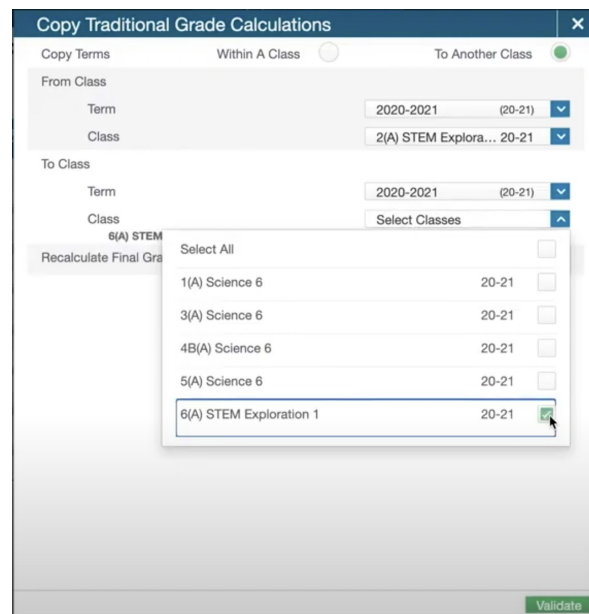 Copy Traditional Grade Calculations
Copy Terms Within A Class To Another Class
From Class
Term 2020-2021 (20-21)
Class 2(A) STEM Explora... 20-21
To Class
Term 2020-2021 (20-21)
Class Select Classes
6(A) STEM
Recalculate Final Gra
Select All
1(A) Science 6 20-21
3(A) Science 6 20-21
4B(A) Science 6 20-21
5(A) Science 6 20-21
6(A) STEM Exploration 1 20-21
Validate